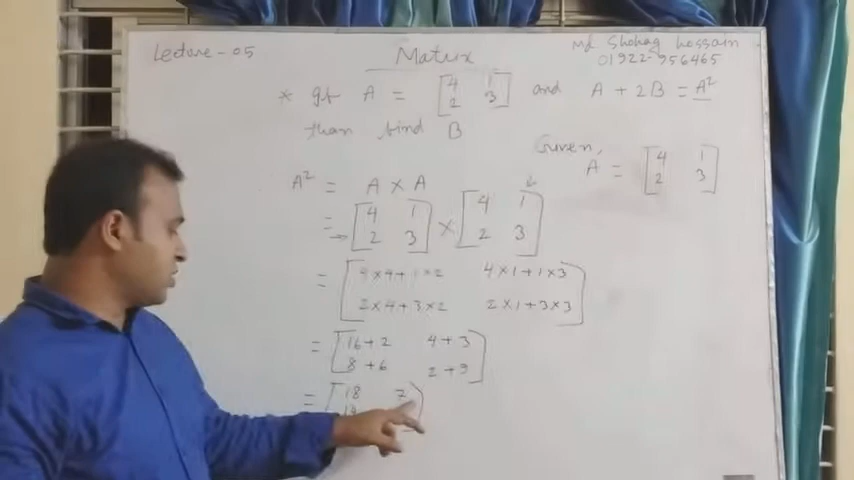 Lecture - 05
Matrix
Md Shohag Hossain
01922-956465
* If A = [4 1 and A + 2B = A²
2 3]
than find B
Given,
A = [4 1
2 3]
A² = A × A
= [4 1 × [4 1
2 3] 2 3]
= [4×4+1×2 4×1+1×3
2×4+3×2 2×1+3×3]
= [16+2 4+3
8+6 2+9]
= [18 7